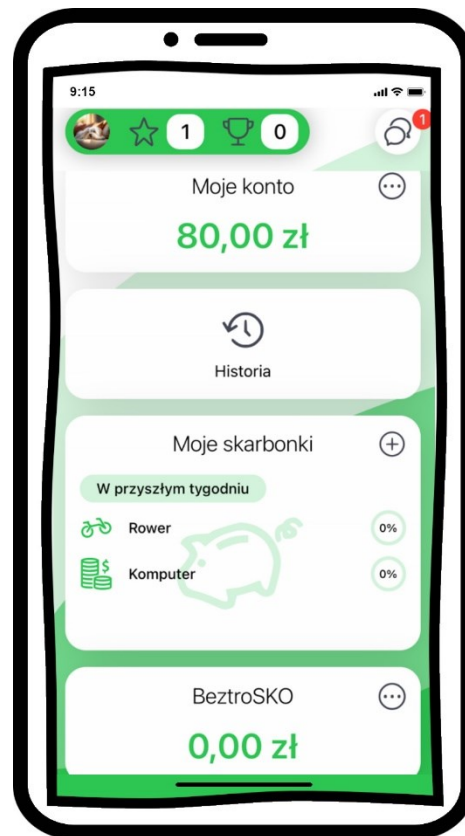 9:15
1 0 1
Moje konto
80,00 zł
Historia
Moje skarbonki
W przyszłym tygodniu
Rower 0%
Komputer 0%
BeztroSKO
0,00 zł